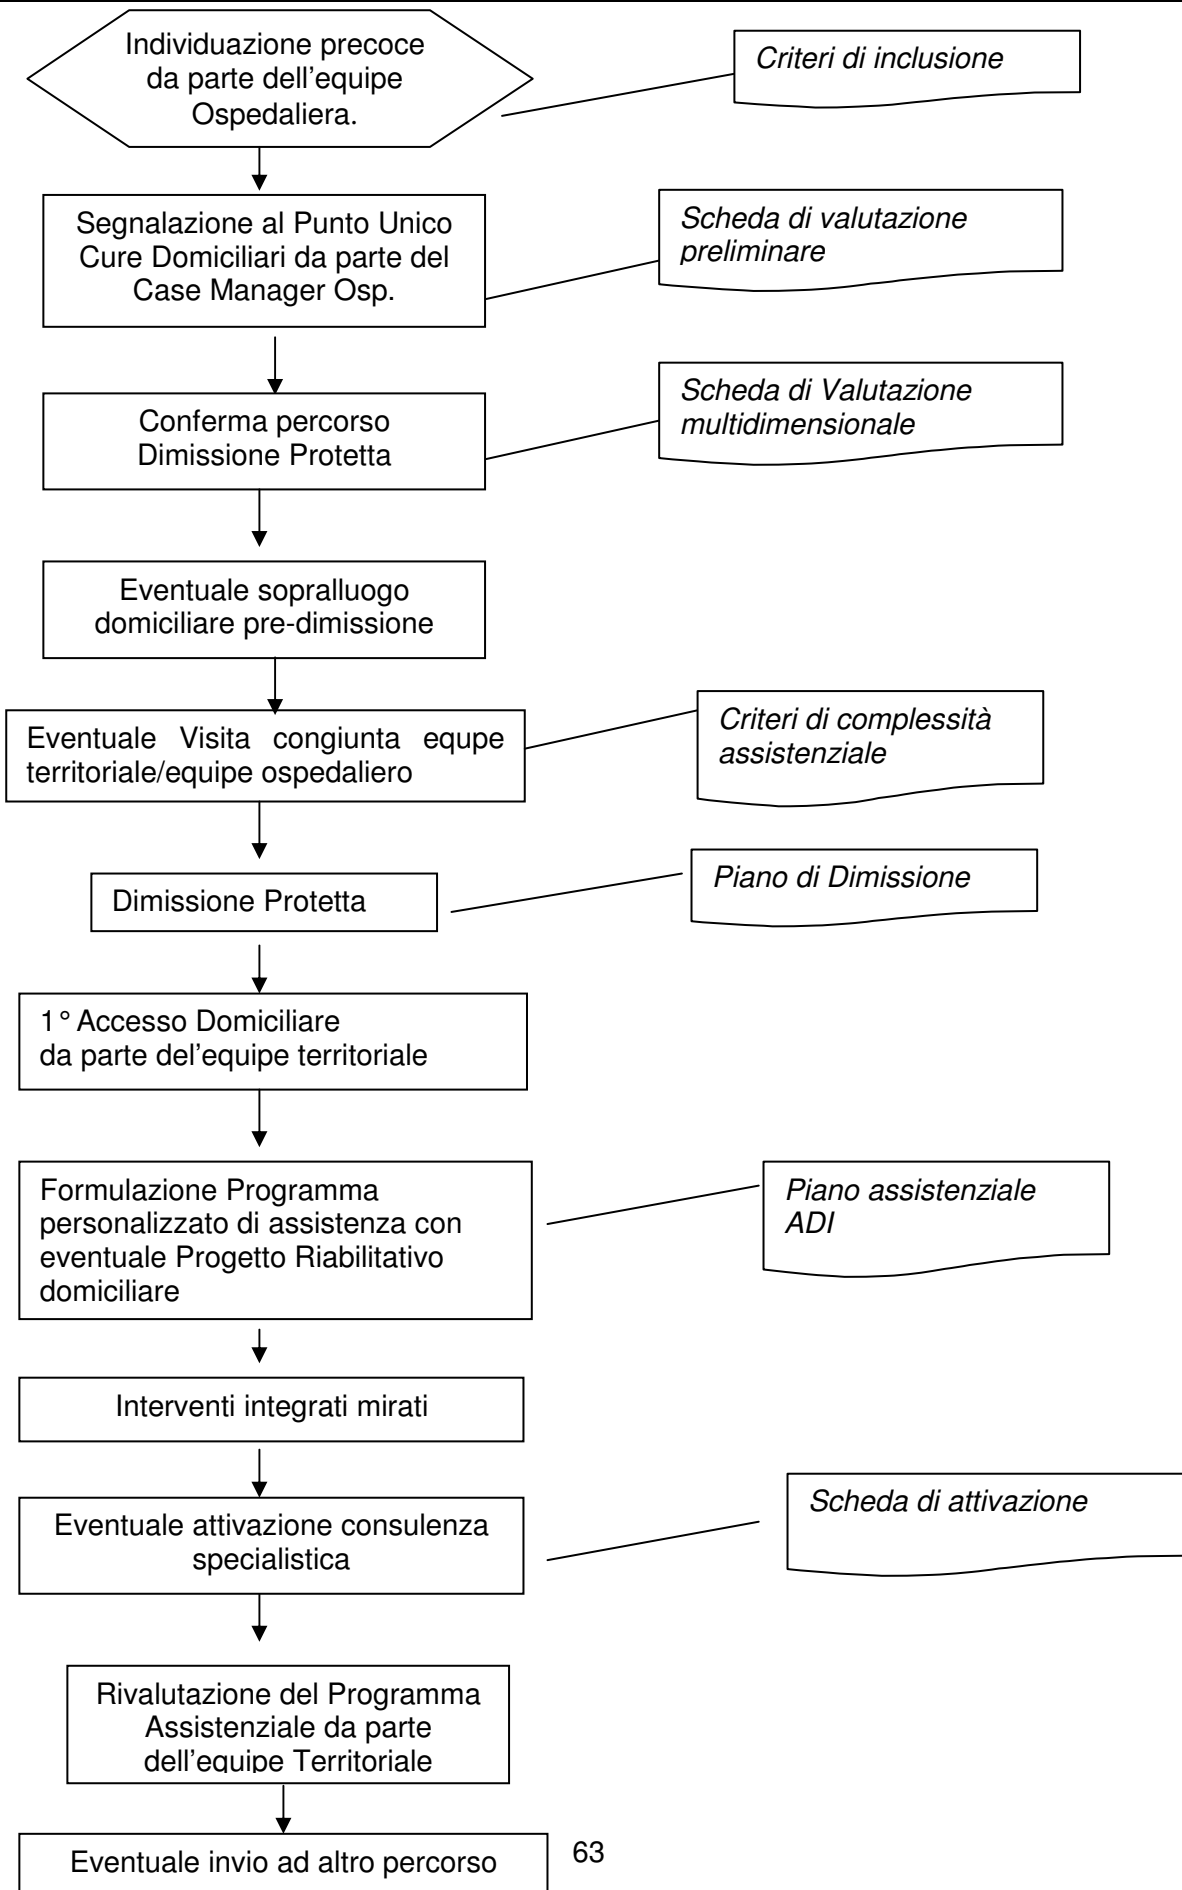 Individuazione precoce
da parte dell'equipe
Ospedaliera.
Criteri di inclusione
Segnalazione al Punto Unico
Cure Domiciliari da parte del
Case Manager Osp.
Scheda di valutazione
preliminare
Conferma percorso
Dimissione Protetta
Scheda di Valutazione
multidimensionale
Eventuale sopralluogo
domiciliare pre-dimissione
Eventuale Visita congiunta equpe
territoriale/equipe ospedaliero
Criteri di complessità
assistenziale
Dimissione Protetta
Piano di Dimissione
1° Accesso Domiciliare
da parte del'equipe territoriale
Formulazione Programma
personalizzato di assistenza con
eventuale Progetto Riabilitativo
domiciliare
Piano assistenziale
ADI
Interventi integrati mirati
Eventuale attivazione consulenza
specialistica
Scheda di attivazione
Rivalutazione del Programma
Assistenziale da parte
dell'equipe Territoriale
Eventuale invio ad altro percorso
63